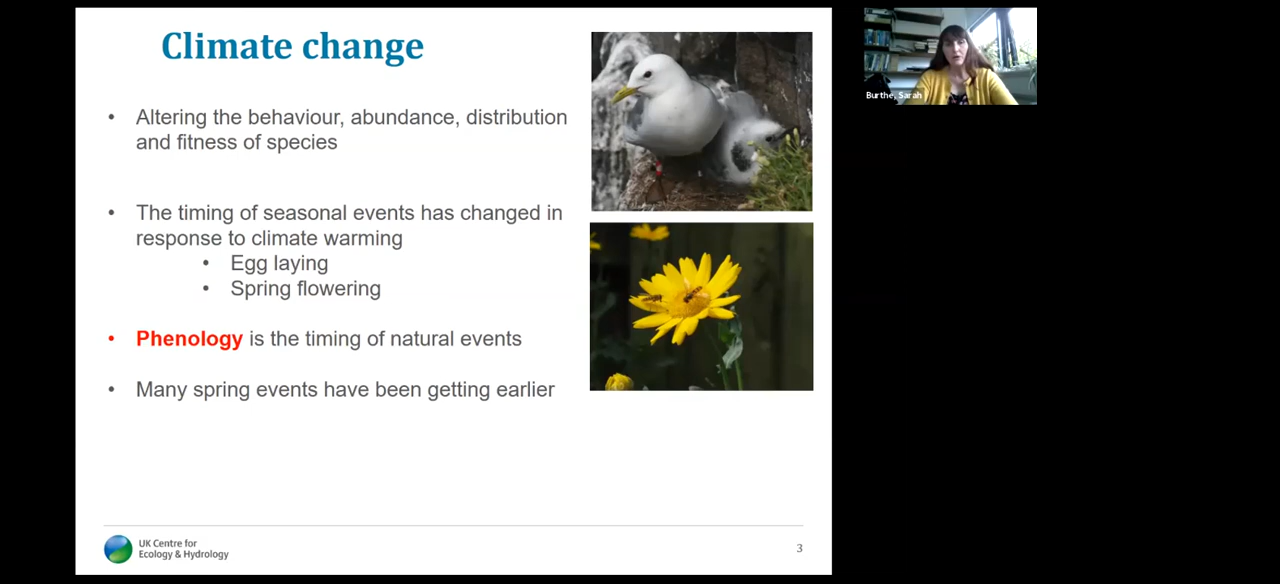 Climate change
• Altering the behaviour, abundance, distribution
and fitness of species
• The timing of seasonal events has changed in
response to climate warming
• Egg laying
• Spring flowering
• Phenology is the timing of natural events
• Many spring events have been getting earlier
UK Centre for
Ecology & Hydrology
3
Burthe, Sarah